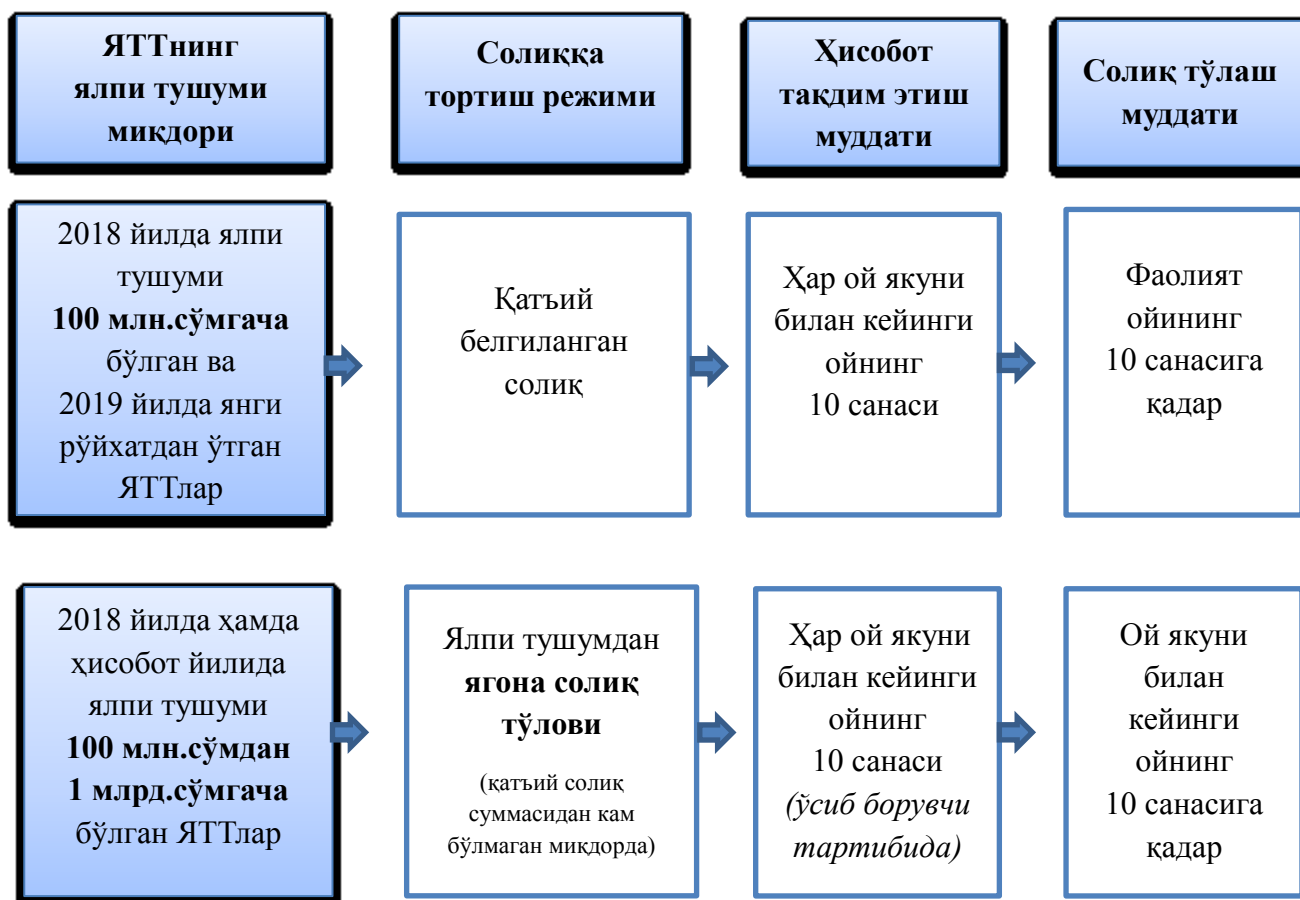 ЯТТнинг
ялпи тушуми
миқдори
Солиққа
тортиш режими
Ҳисобот
тақдим этиш
муддати
Солиқ тўлаш
муддати
2018 йилда ялпи
тушуми
100 млн.сўмгача
бўлган ва
2019 йилда янги
рўйхатдан ўтган
ЯТТлар
Қатъий
белгиланган
солиқ
Ҳар ой якуни
билан кейинги
ойнинг
10 санаси
Фаолият
ойининг
10 санасига
қадар
2018 йилда ҳамда
ҳисобот йилида
ялпи тушуми
100 млн.сўмдан
1 млрд.сўмгача
бўлган ЯТТлар
Ялпи тушумдан
ягона солиқ
тўлови
(қатъий солиқ
суммасидан кам
бўлмаган миқдорда)
Ҳар ой якуни
билан кейинги
ойнинг
10 санаси
(ўсиб борувчи
тартибида)
Ой якуни
билан
кейинги
ойнинг
10 санасига
қадар